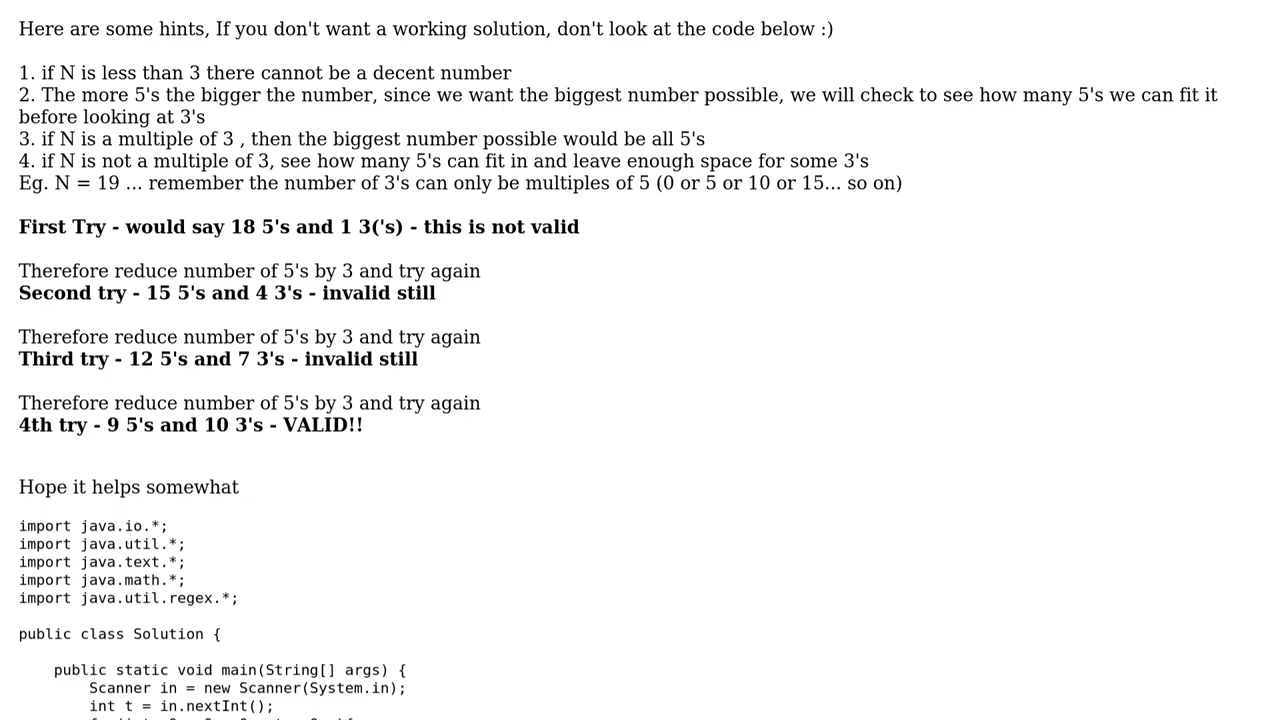 Here are some hints, If you don't want a working solution, don't look at the code below :)
1. if N is less than 3 there cannot be a decent number
2. The more 5's the bigger the number, since we want the biggest number possible, we will check to see how many 5's we can fit it
before looking at 3's
3. if N is a multiple of 3 , then the biggest number possible would be all 5's
4. if N is not a multiple of 3, see how many 5's can fit in and leave enough space for some 3's
Eg. N = 19 ... remember the number of 3's can only be multiples of 5 (0 or 5 or 10 or 15... so on)
First Try - would say 18 5's and 1 3('s) - this is not valid
Therefore reduce number of 5's by 3 and try again
Second try - 15 5's and 4 3's - invalid still
Therefore reduce number of 5's by 3 and try again
Third try - 12 5's and 7 3's - invalid still
Therefore reduce number of 5's by 3 and try again
4th try - 9 5's and 10 3's - VALID!!
Hope it helps somewhat
import java.io.*;
import java.util.*;
import java.text.*;
import java.math.*;
import java.util.regex.*;
public class Solution {
public static void main(String[] args) {
Scanner in = new Scanner(System.in);
int t = in.nextInt();